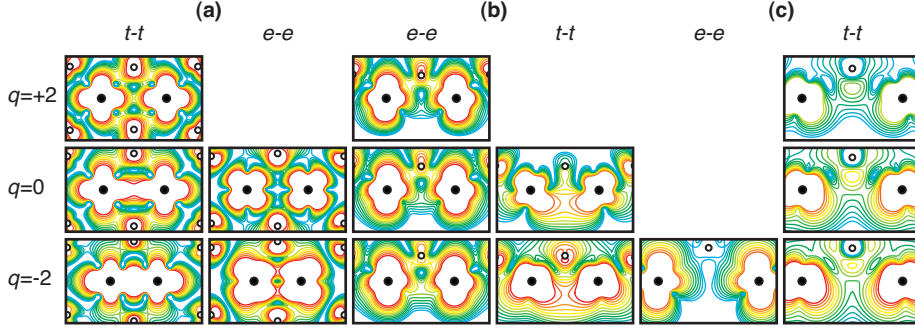 (a) (b) (c)
t-t e-e e-e t-t e-e t-t
q=+2
q=0
q=-2